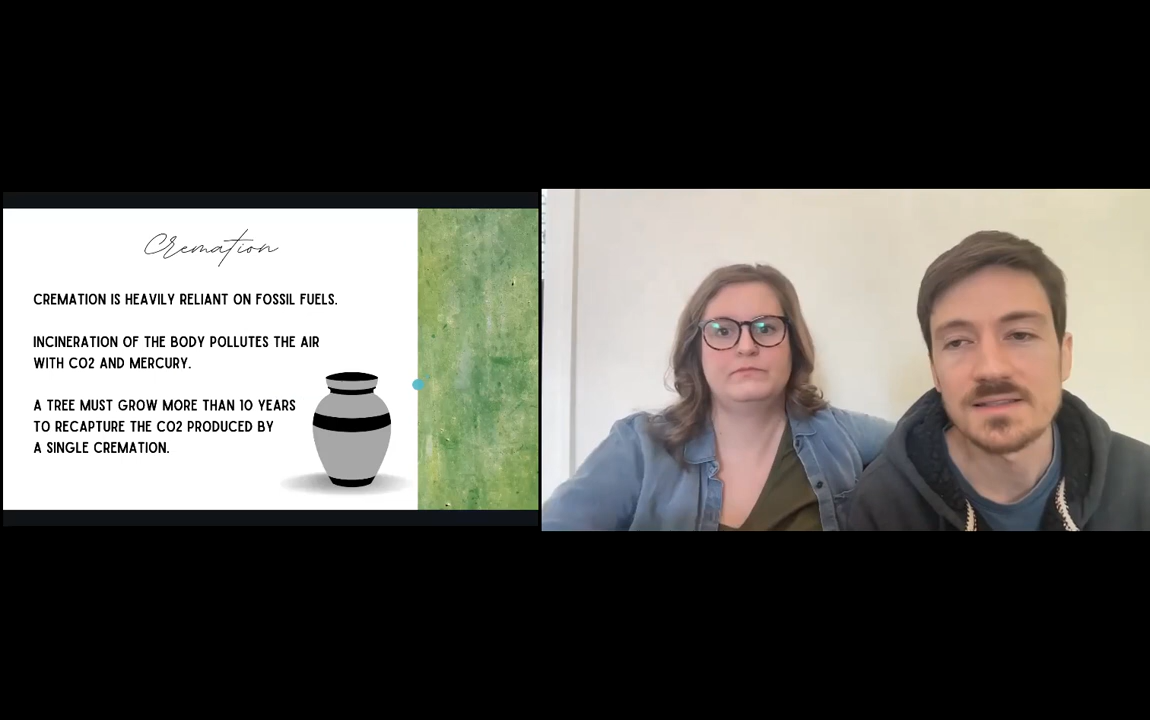 Cremation
CREMATION IS HEAVILY RELIANT ON FOSSIL FUELS.
INCINERATION OF THE BODY POLLUTES THE AIR
WITH CO2 AND MERCURY.
A TREE MUST GROW MORE THAN 10 YEARS
TO RECAPTURE THE CO2 PRODUCED BY
A SINGLE CREMATION.